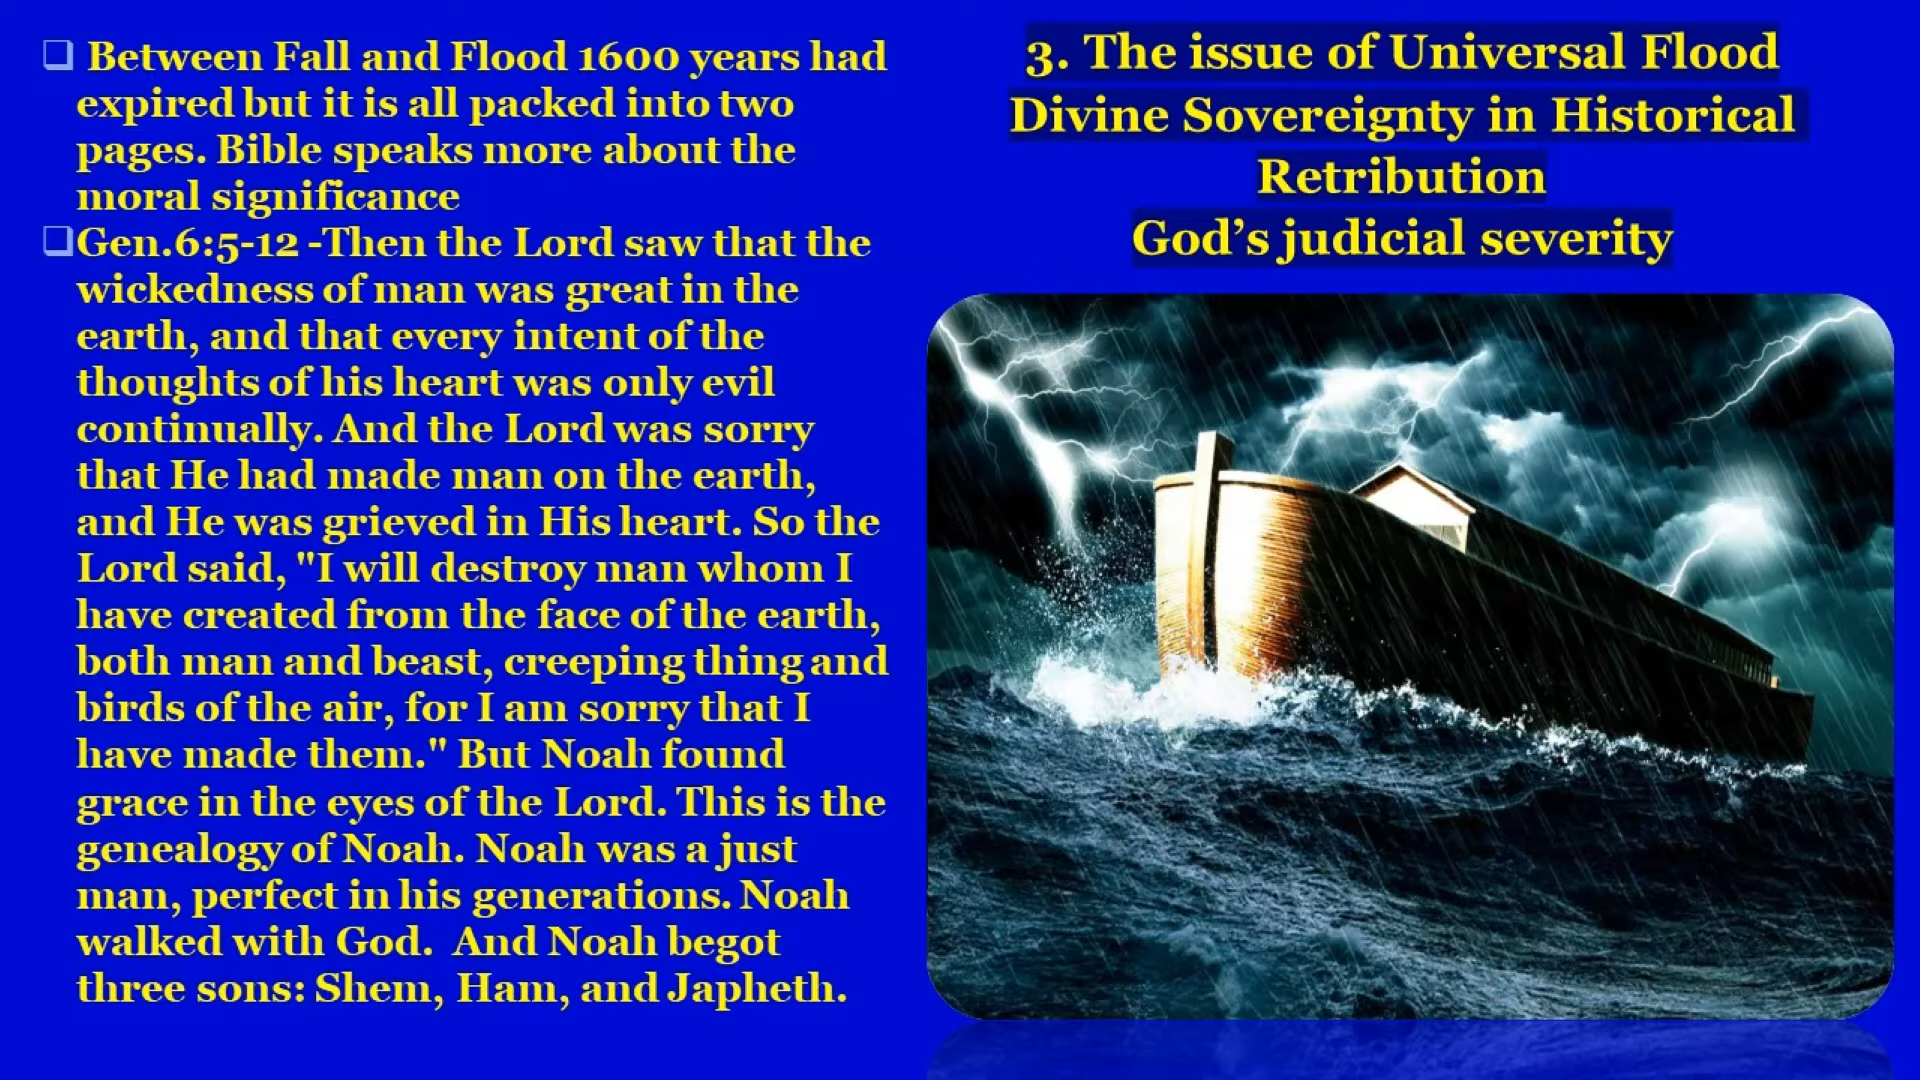 Between Fall and Flood 1600 years had
expired but it is all packed into two
pages. Bible speaks more about the
moral significance
Gen.6:5-12 -Then the Lord saw that the
wickedness of man was great in the
earth, and that every intent of the
thoughts of his heart was only evil
continually. And the Lord was sorry
that He had made man on the earth,
and He was grieved in His heart. So the
Lord said, "I will destroy man whom I
have created from the face of the earth,
both man and beast, creeping thing and
birds of the air, for I am sorry that I
have made them." But Noah found
grace in the eyes of the Lord. This is the
genealogy of Noah. Noah was a just
man, perfect in his generations. Noah
walked with God.  And Noah begot
three sons: Shem, Ham, and Japheth.
3. The issue of Universal Flood
Divine Sovereignty in Historical
Retribution
God’s judicial severity